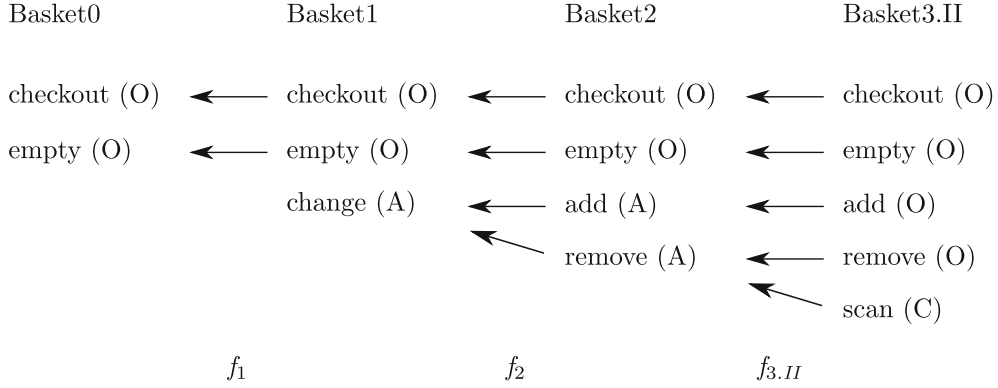 Basket0 Basket1 Basket2 Basket3.II
checkout (O) checkout (O) checkout (O) checkout (O)
empty (O) empty (O) empty (O) empty (O)
change (A) add (A) add (O)
remove (A) remove (O)
scan (C)
f1 f2 f3.II